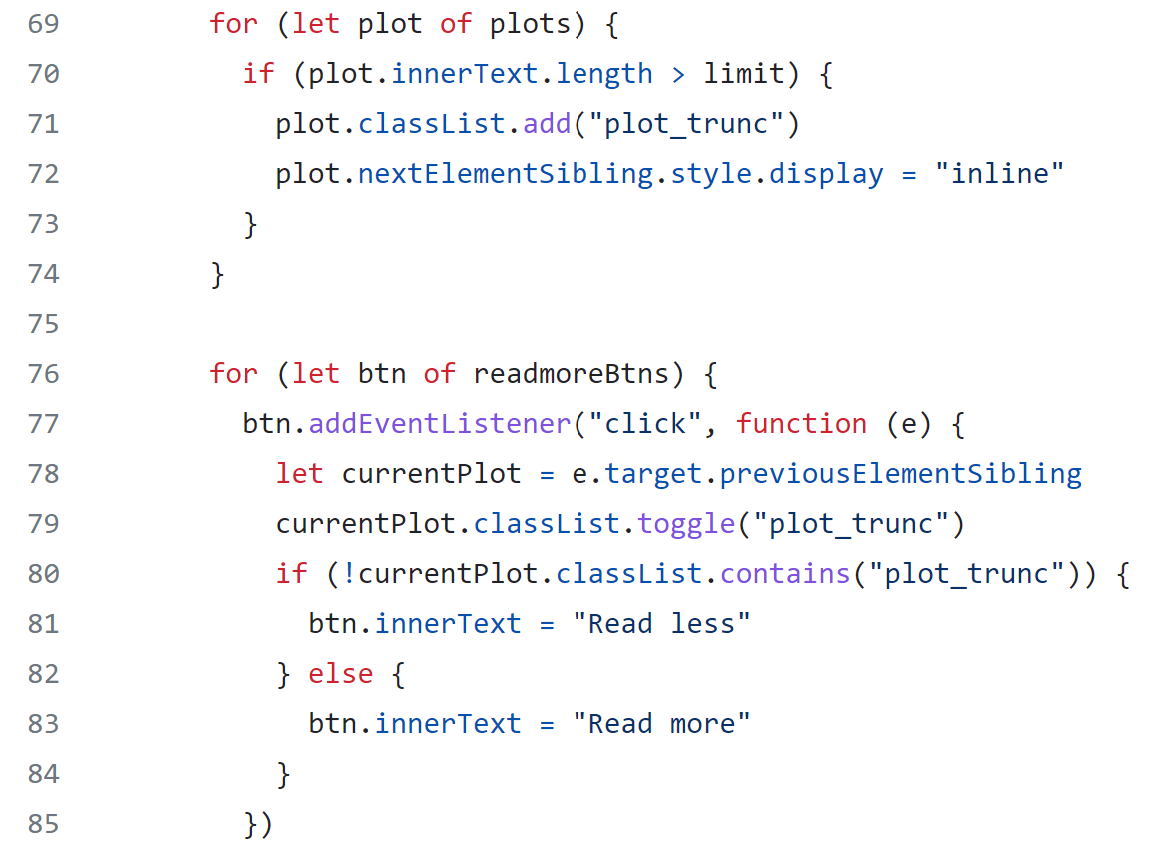 69 for (let plot of plots) {
70 if (plot.innerText.length > limit) {
71 plot.classList.add("plot_trunc")
72 plot.nextElementSibling.style.display = "inline"
73 }
74 }
75
76 for (let btn of readmoreBtns) {
77 btn.addEventListener("click", function (e) {
78 let currentPlot = e.target.previousElementSibling
79 currentPlot.classList.toggle("plot_trunc")
80 if (!currentPlot.classList.contains("plot_trunc")) {
81 btn.innerText = "Read less"
82 } else {
83 btn.innerText = "Read more"
84 }
85 })